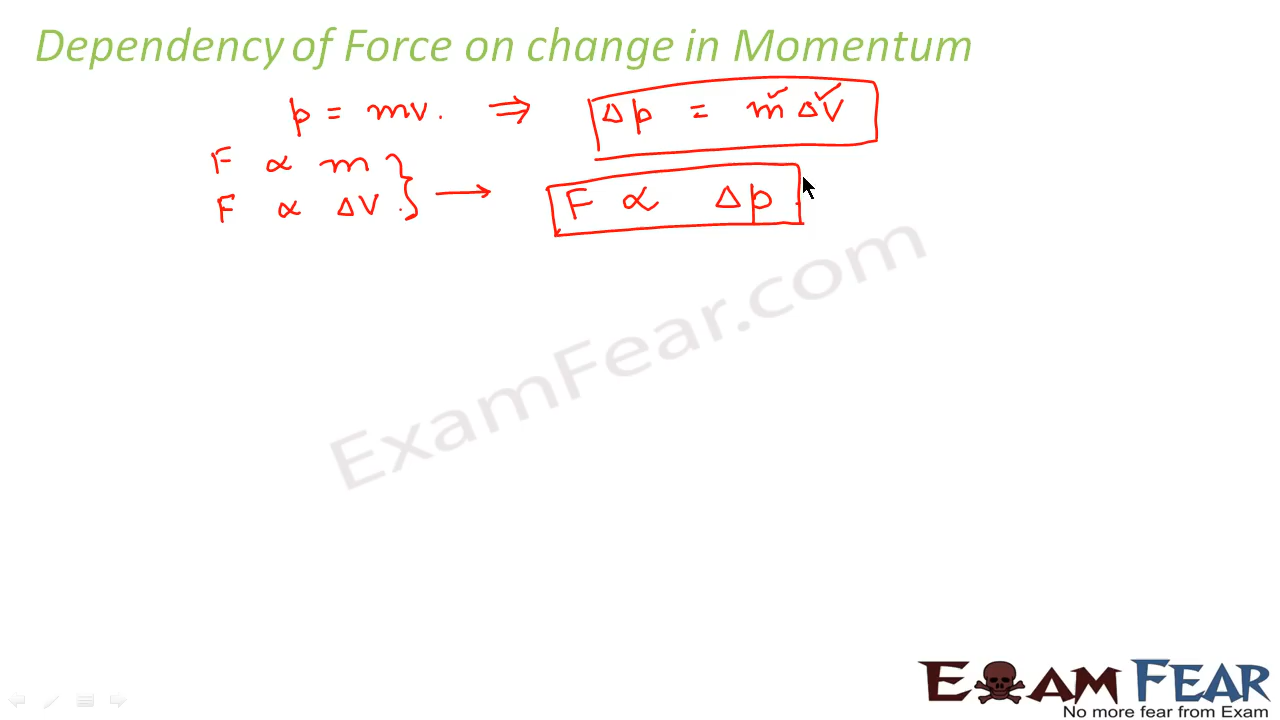 Dependency of Force on change in Momentum
p = mv. ⇒ Δp = m Δv
F ∝ m
F ∝ Δv → F ∝ Δp
ExamFear.com
EXAM FEAR
No more fear from Exam